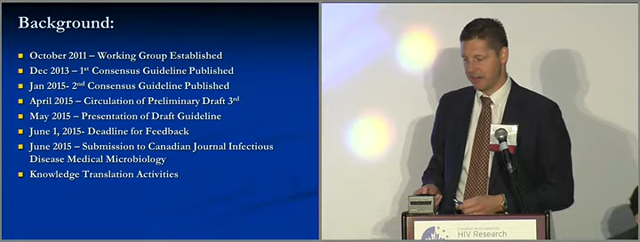 Background:
October 2011 – Working Group Established
Dec 2013 – 1st Consensus Guideline Published
Jan 2015- 2nd Consensus Guideline Published
April 2015 – Circulation of Preliminary Draft 3rd
May 2015 – Presentation of Draft Guideline
June 1, 2015- Deadline for Feedback
June 2015 – Submission to Canadian Journal Infectious
Disease Medical Microbiology
Knowledge Translation Activities
Canadian Association for
HIV Research